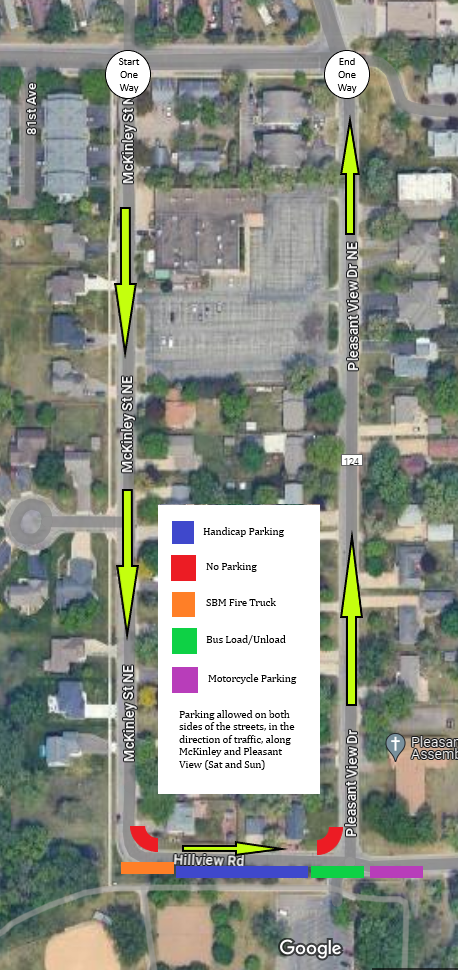 Start
One
Way
End
One
Way
81st Ave
McKinley St N
Pleasant View Dr NE
McKinley St NE
124
Handicap Parking
No Parking
SBM Fire Truck
Bus Load/Unload
Motorcycle Parking
Parking allowed on both
sides of the streets, in the
direction of traffic, along
McKinley and Pleasant
View (Sat and Sun)
McKinley St NE
Pleasant View Dr
Pleasan
Assemb
Hillview Rd
Google